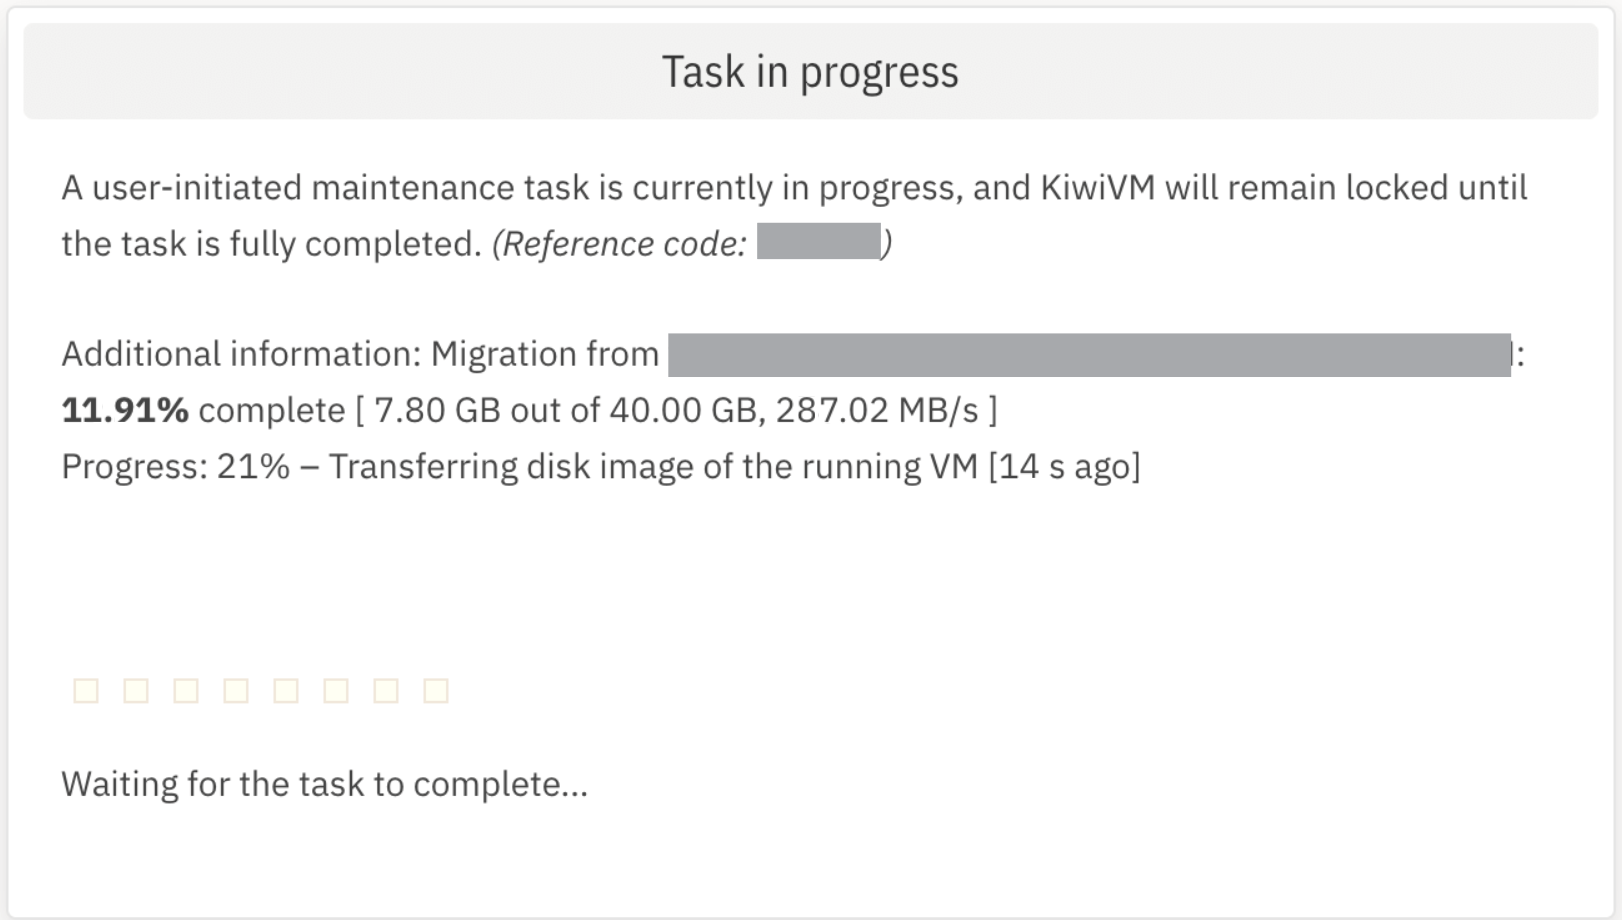 Task in progress
A user-initiated maintenance task is currently in progress, and KiwiVM will remain locked until
the task is fully completed. (Reference code: )
Additional information: Migration from :
11.91% complete [ 7.80 GB out of 40.00 GB, 287.02 MB/s ]
Progress: 21% – Transferring disk image of the running VM [14 s ago]
Waiting for the task to complete...